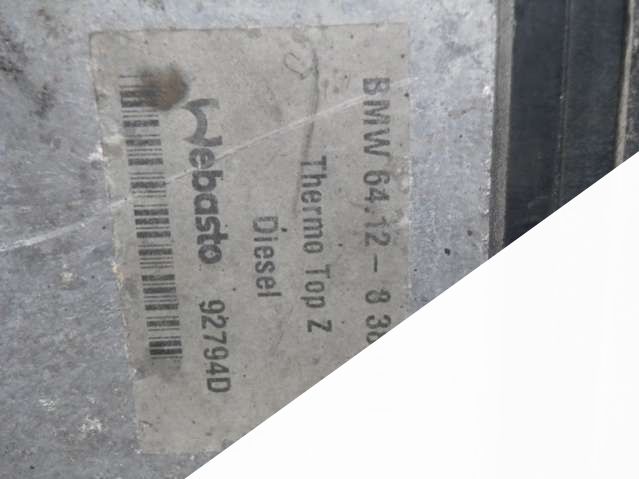 BMW 64.12 - 8 3
Thermo Top Z
Diesel
Webasto 92794D